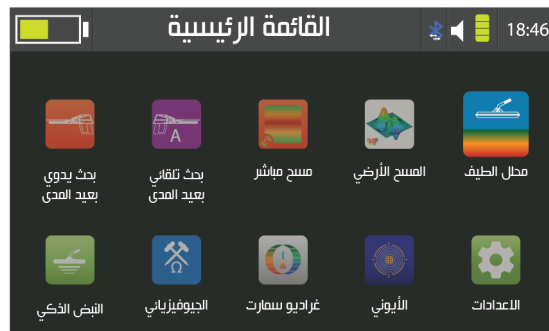 القائمة الرئيسية
18:46
محلل الطيف
المسح الأرضي
مسح مباشر
بحث تلقائي
بعيد المدى
A
بحث يدوي
بعيد المدى
الاعدادات
الأيوني
غراديو سمارت
الجيوفيزيائي
Ω
النبض الذكي